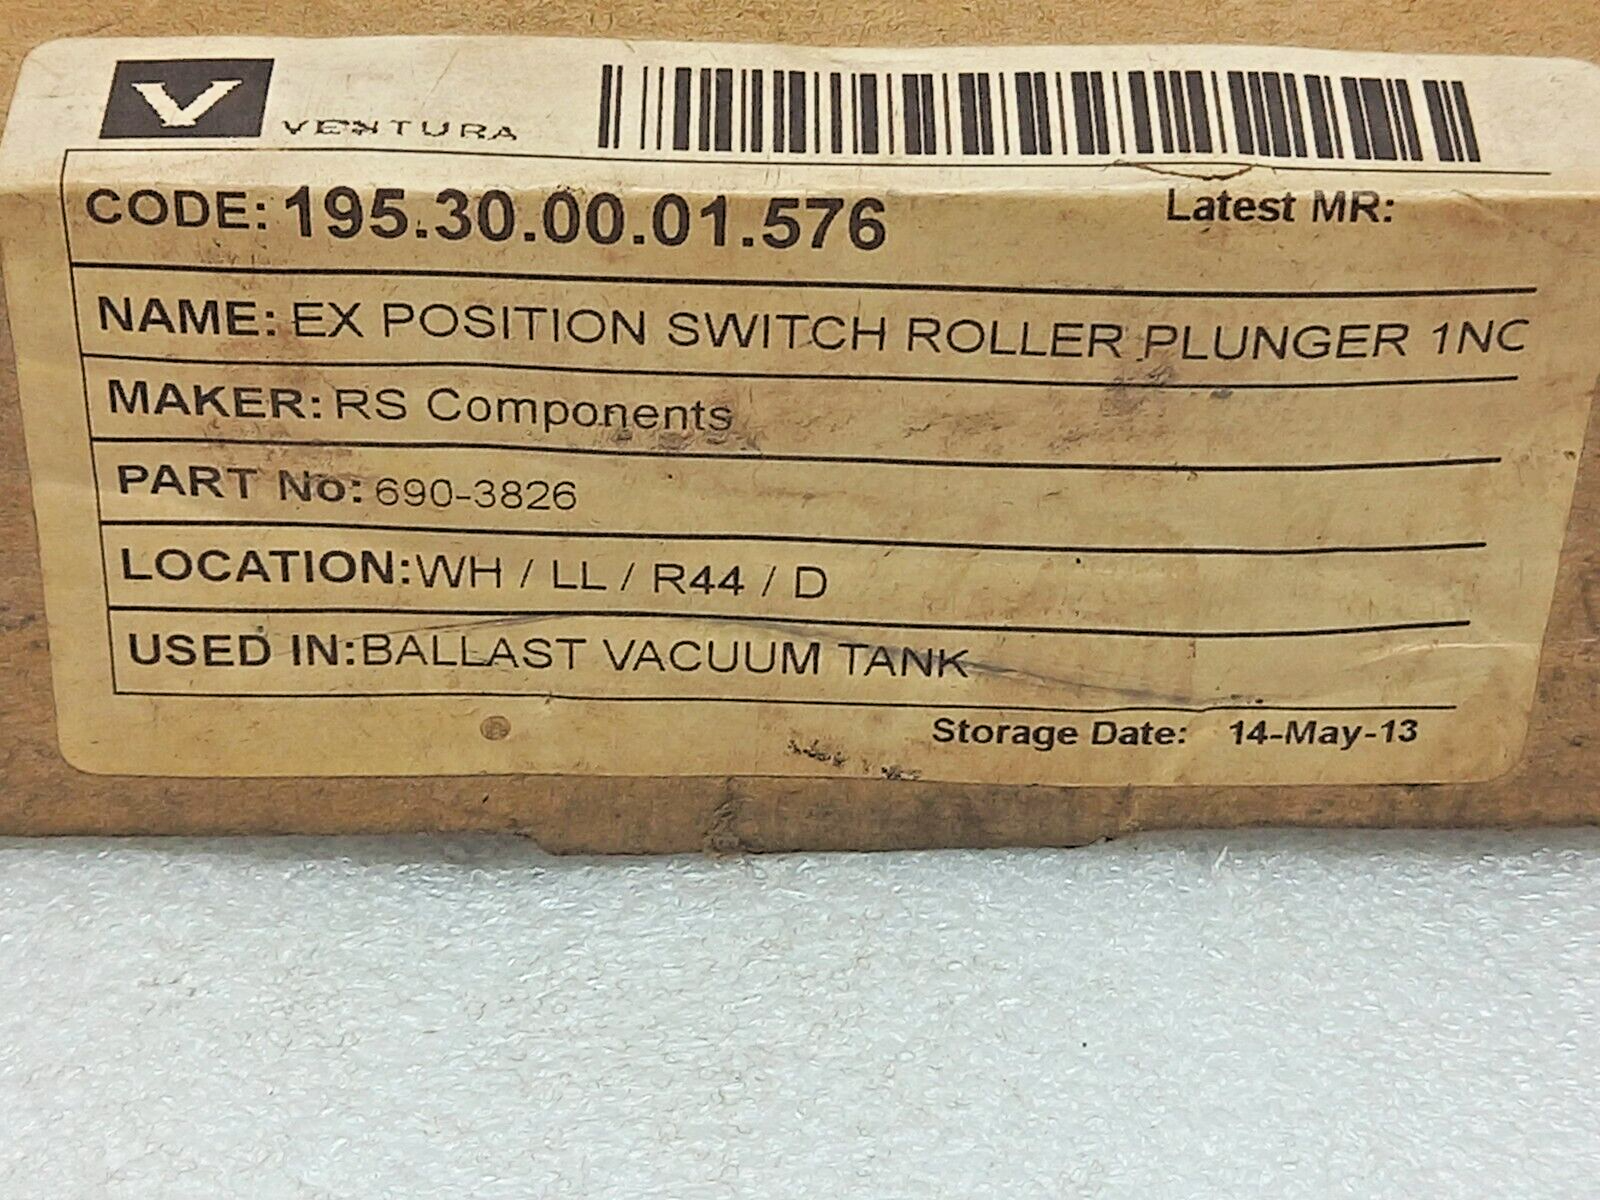 V VENTURA
CODE: 195.30.00.01.576 Latest MR:
NAME: EX POSITION SWITCH ROLLER PLUNGER 1NC
MAKER: RS Components
PART No: 690-3826
LOCATION: WH / LL / R44 / D
USED IN: BALLAST VACUUM TANK
Storage Date: 14-May-13